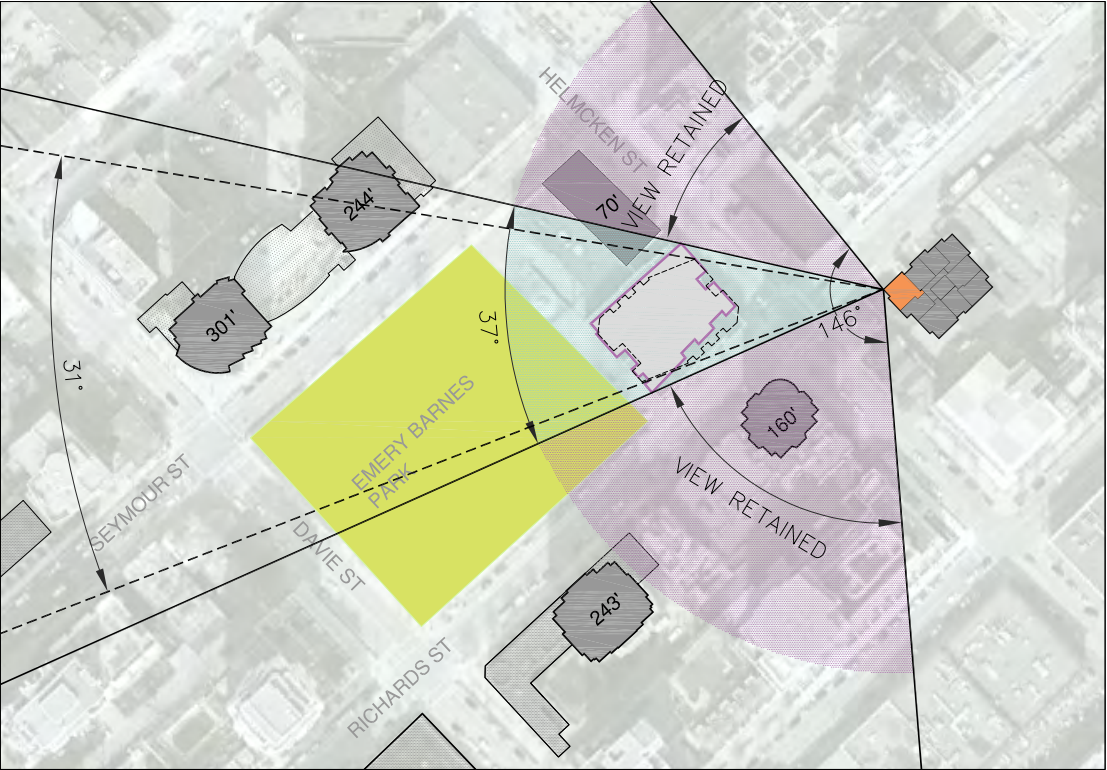 HELMCKEN ST
VIEW RETAINED
70'
244'
301'
37°
146°
31°
160'
EMERY BARNES
PARK
VIEW RETAINED
SEYMOUR ST
DAVIE ST
243'
RICHARDS ST